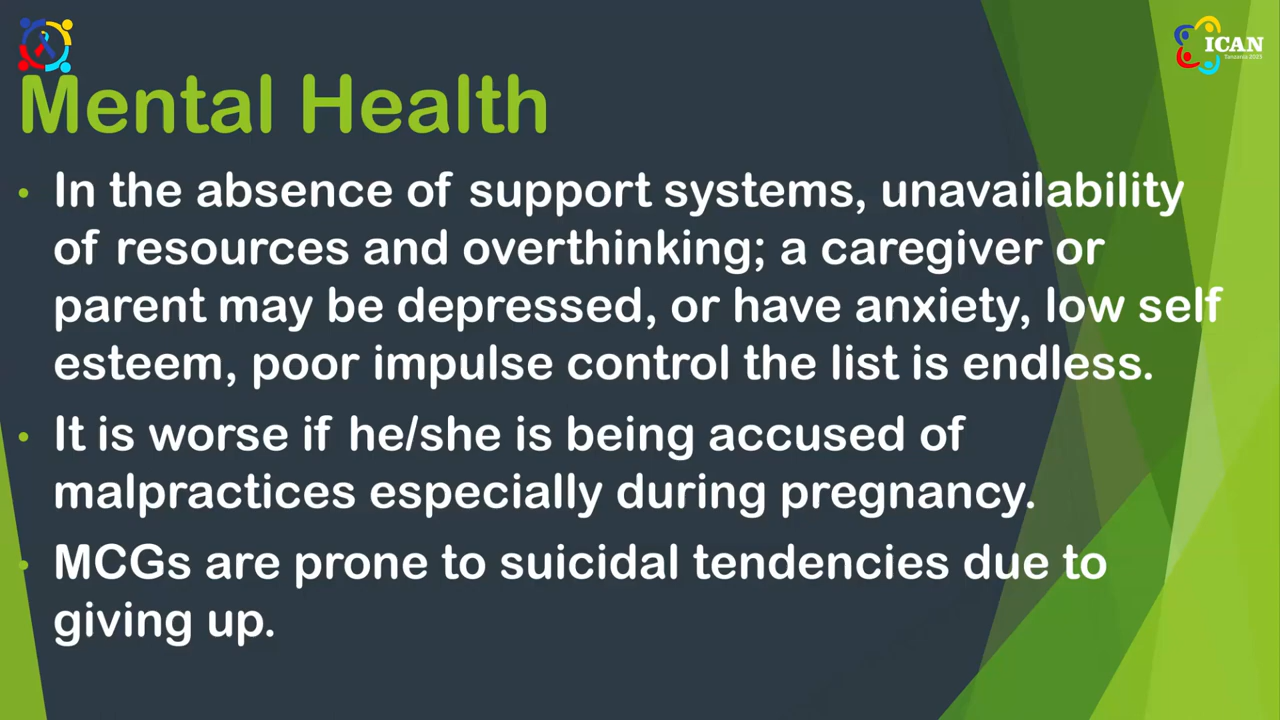 ICAN
Tanzania 2023
Mental Health
• In the absence of support systems, unavailability
of resources and overthinking; a caregiver or
parent may be depressed, or have anxiety, low self
esteem, poor impulse control the list is endless.
• It is worse if he/she is being accused of
malpractices especially during pregnancy.
• MCGs are prone to suicidal tendencies due to
giving up.